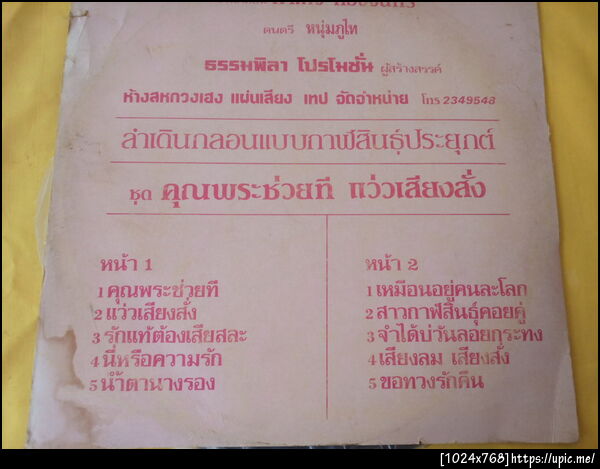 ดนตรี หนุ่มภูไท
ธรรมพิลา โปรโมชั่น ผู้สร้างสรรค์
ห้างสหกวงเฮง แผ่นเสียง เทป จัดจำหน่าย โทร 2349548
ลำเดินกลอนแบบกาฬสินธุ์ประยุกต์
ชุด คุณพระช่วยที แว่วเสียงสั่ง
หน้า 1
1 คุณพระช่วยที
2 แว่วเสียงสั่ง
3 รักแท้ต้องเสียสละ
4 นี่หรือความรัก
5 น้ำตานางรอง
หน้า 2
1 เหมือนอยู่คนละโลก
2 สาวกาฬสินธุ์คอยคู่
3 จำได้บ่วันลอยกระทง
4 เสียงลม เสียงสั่ง
5 ขอทวงรักคืน
[1024x768]https://upic.me/